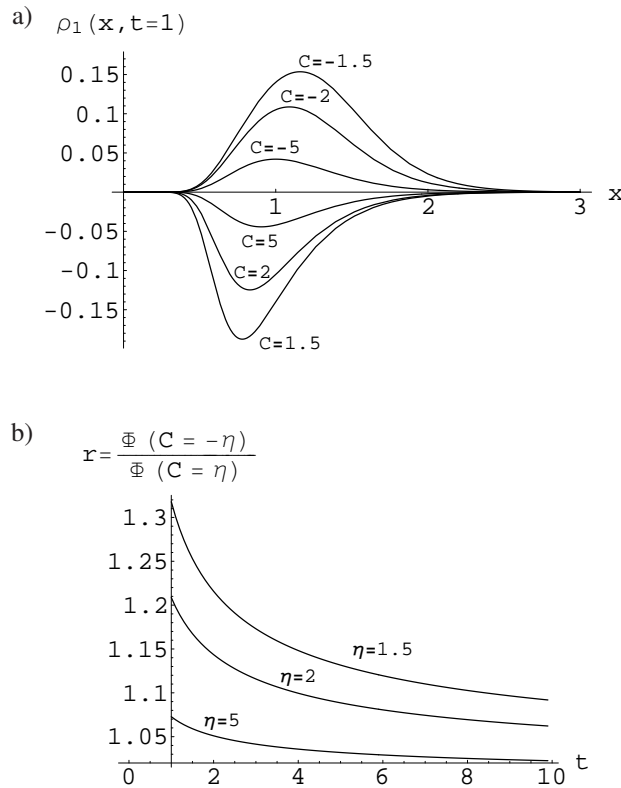 a)
ρ₁(x,t=1)
0.15
0.1
0.05
-0.05
-0.1
-0.15
C=-1.5
C=-2
C=-5
1 2 3 x
C=5
C=2
C=1.5
b)
r= Φ (C = -η)
Φ (C = η)
1.3
1.25
1.2
1.15
1.1
1.05
η=1.5
η=2
η=5
0 2 4 6 8 10 t